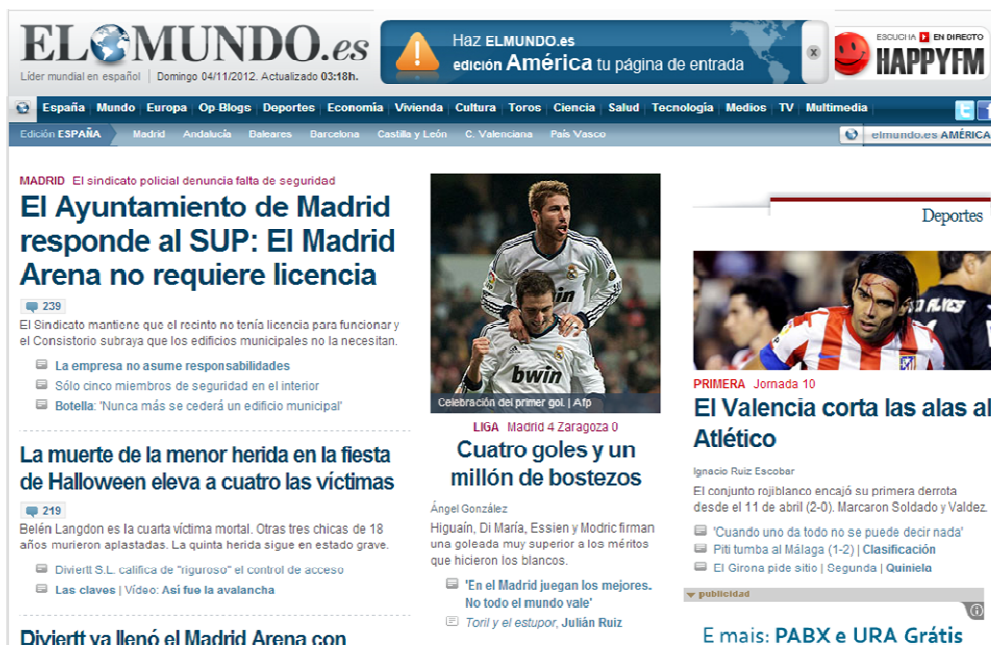 EL MUNDO.es
Líder mundial en español | Domingo 04/11/2012. Actualizado 03:18h.
Haz ELMUNDO.es
edición América tu página de entrada
x
ESCUCHA EN DIRECTO
HAPPYFM
España Mundo Europa Op Blogs Deportes Economía Vivienda Cultura Toros Ciencia Salud Tecnología Medios TV Multimedia
Edición ESPAÑA Madrid Andalucía Baleares Barcelona Castilla y León C. Valenciana País Vasco
elmundo.es AMÉRICA
MADRID El sindicato policial denuncia falta de seguridad
El Ayuntamiento de Madrid
responde al SUP: El Madrid
Arena no requiere licencia
239
El Sindicato mantiene que el recinto no tenía licencia para funcionar y
el Consistorio subraya que los edificios municipales no la necesitan.
La empresa no asume responsabilidades
Sólo cinco miembros de seguridad en el interior
Botella: 'Nunca más se cederá un edificio municipal'
La muerte de la menor herida en la fiesta
de Halloween eleva a cuatro las víctimas
219
Belén Langdon es la cuarta víctima mortal. Otras tres chicas de 18
años murieron aplastadas. La quinta herida sigue en estado grave.
Diviertt S.L. califica de "riguroso" el control de acceso
Las claves | Vídeo: Así fue la avalancha
Diviertt ya llenó el Madrid Arena con
bwin
bwin
Celebración del primer gol. | Afp
LIGA Madrid 4 Zaragoza 0
Cuatro goles y un
millón de bostezos
Ángel González
Higuaín, Di María, Essien y Modric firman
una goleada muy superior a los méritos
que hicieron los blancos.
'En el Madrid juegan los mejores.
No todo el mundo vale'
Toril y el estupor, Julián Ruiz
Deportes
PRIMERA Jornada 10
El Valencia corta las alas al
Atlético
Ignacio Ruiz Escobar
El conjunto rojiblanco encajó su primera derrota
desde el 11 de abril (2-0). Marcaron Soldado y Valdez.
'Cuando uno da todo no se puede decir nada'
Piti tumba al Málaga (1-2) | Clasificación
El Girona pide sitio | Segunda | Quiniela
publicidad
E mais: PABX e URA Grátis